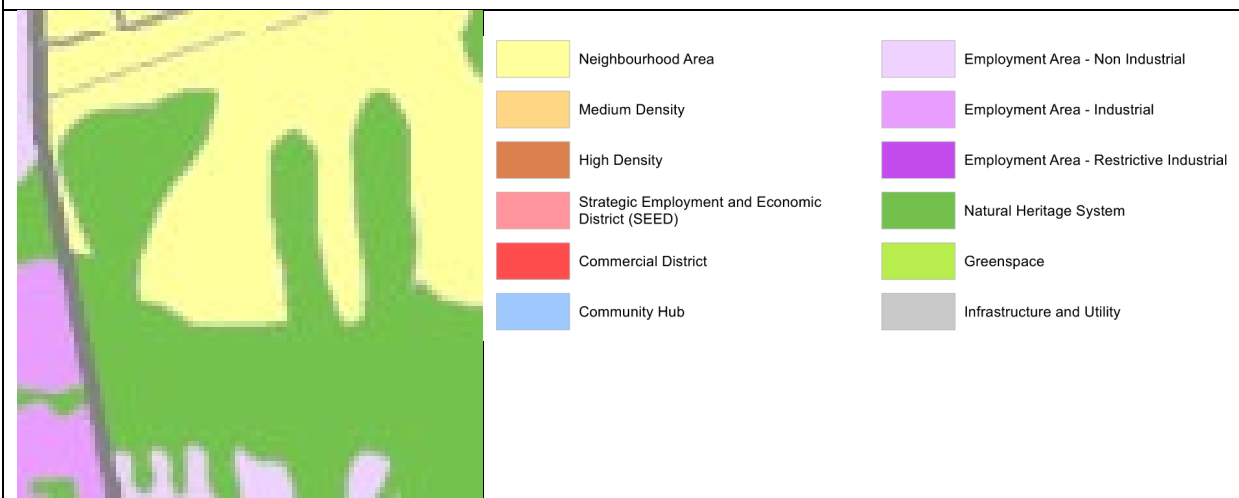 Neighbourhood Area
Medium Density
High Density
Strategic Employment and Economic
District (SEED)
Commercial District
Community Hub
Employment Area - Non Industrial
Employment Area - Industrial
Employment Area - Restrictive Industrial
Natural Heritage System
Greenspace
Infrastructure and Utility